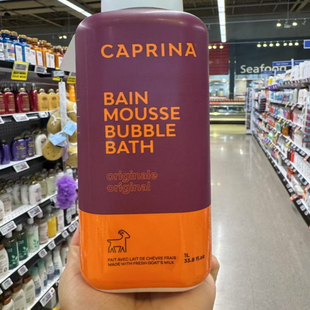 CAPRINA
BAIN
MOUSSE
BUBBLE
BATH
originale
original
FAIT AVEC LAIT DE CHÈVRE FRAIS
MADE WITH FRESH GOAT'S MILK
1L
33.8 fl oz
Seafood